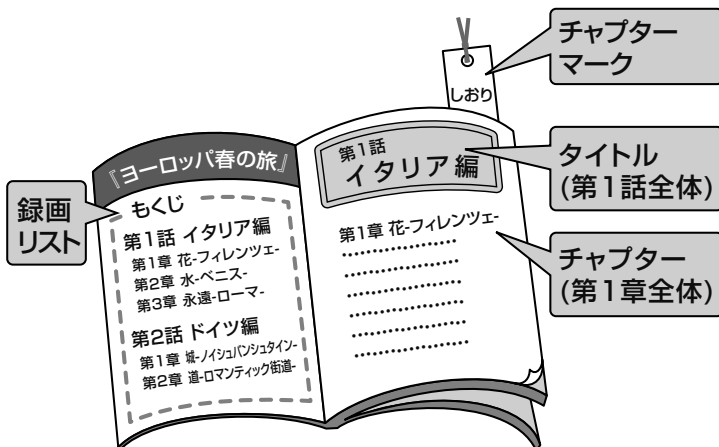 チャプター
マーク
しおり
『ヨーロッパ春の旅』
第1話
イタリア編
タイトル
(第1話全体)
録画
リスト
もくじ
第1話 イタリア編
第1章 花-フィレンツェ-
第2章 水-ベニス-
第3章 永遠-ローマ-
第2話 ドイツ編
第1章 城-ノイシュバンシュタイン-
第2章 道-ロマンティック街道-
第1章 花-フィレンツェ-
チャプター
(第1章全体)